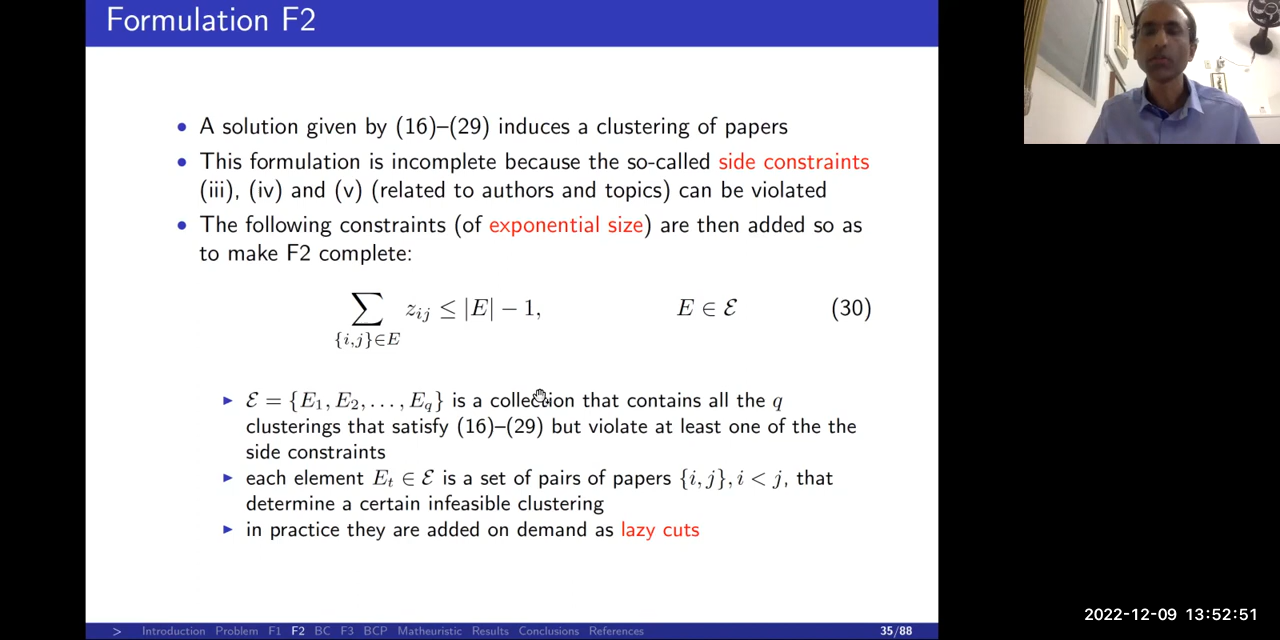 Formulation F2
• A solution given by (16)–(29) induces a clustering of papers
• This formulation is incomplete because the so-called side constraints
(iii), (iv) and (v) (related to authors and topics) can be violated
• The following constraints (of exponential size) are then added so as
to make F2 complete:
∑ z_{ij} ≤ |E| − 1, E ∈ ℰ (30)
{i,j}∈E
▶ ℰ = {E₁, E₂, . . . , E_q} is a collection that contains all the q
clusterings that satisfy (16)–(29) but violate at least one of the the
side constraints
▶ each element E_t ∈ ℰ is a set of pairs of papers {i, j}, i < j, that
determine a certain infeasible clustering
▶ in practice they are added on demand as lazy cuts
> Introduction Problem F1 F2 BC F3 BCP Matheuristic Results Conclusions References 35/88
2022-12-09 13:52:51